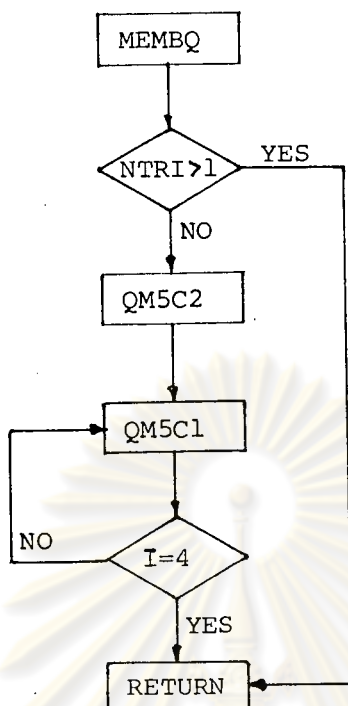 MEMBQ
NTRI>1
YES
NO
QM5C2
QM5C1
NO
I=4
YES
RETURN